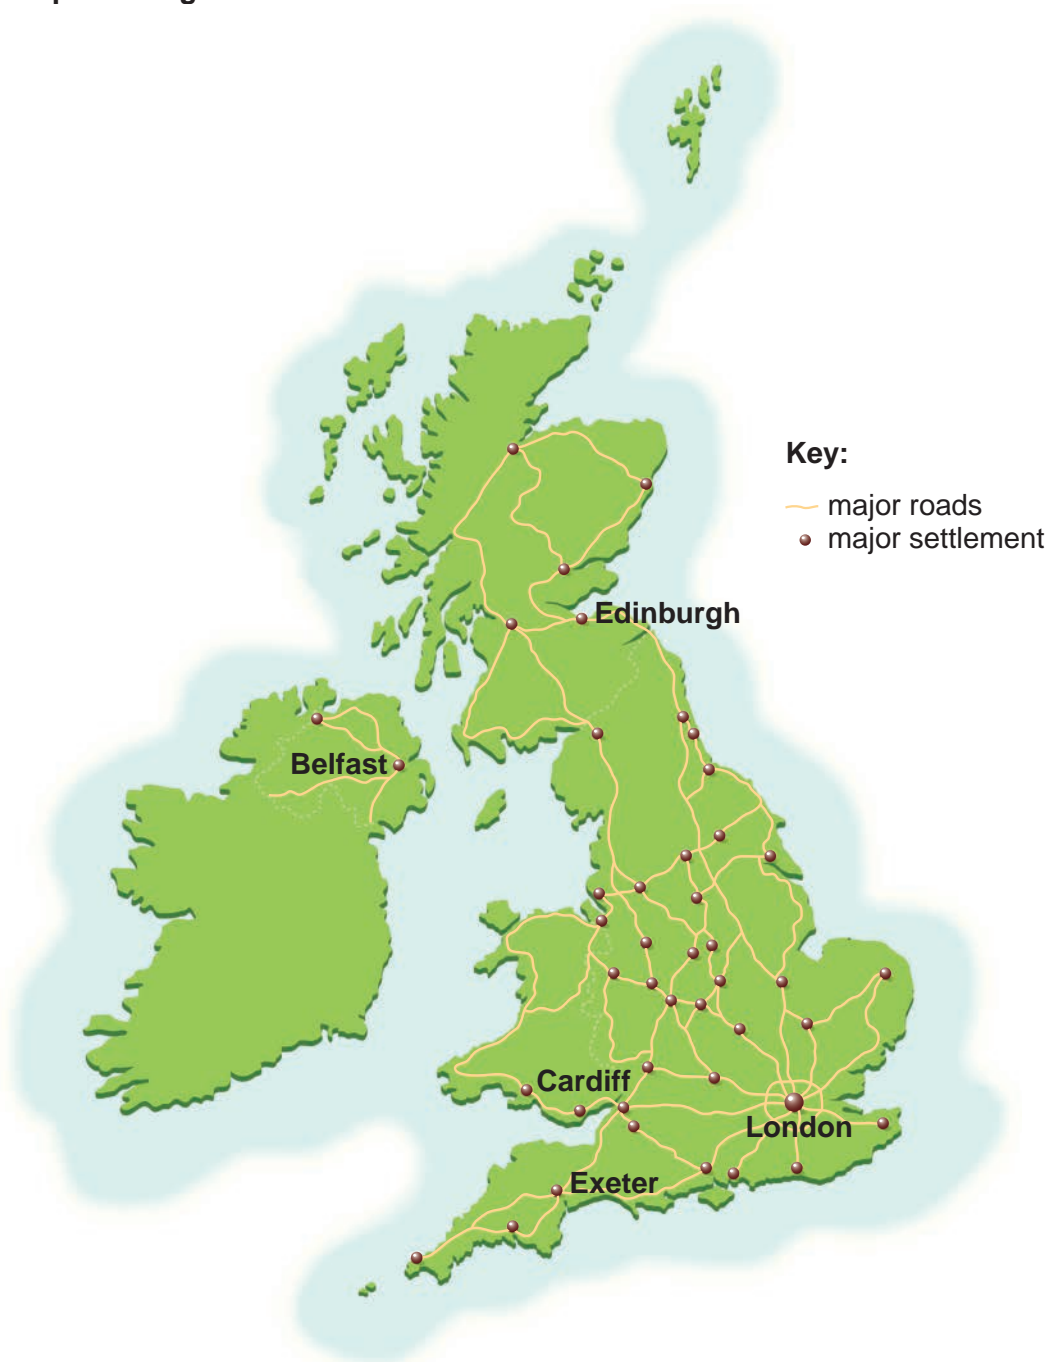 Key:
major roads
major settlement
Edinburgh
Belfast
Cardiff
London
Exeter